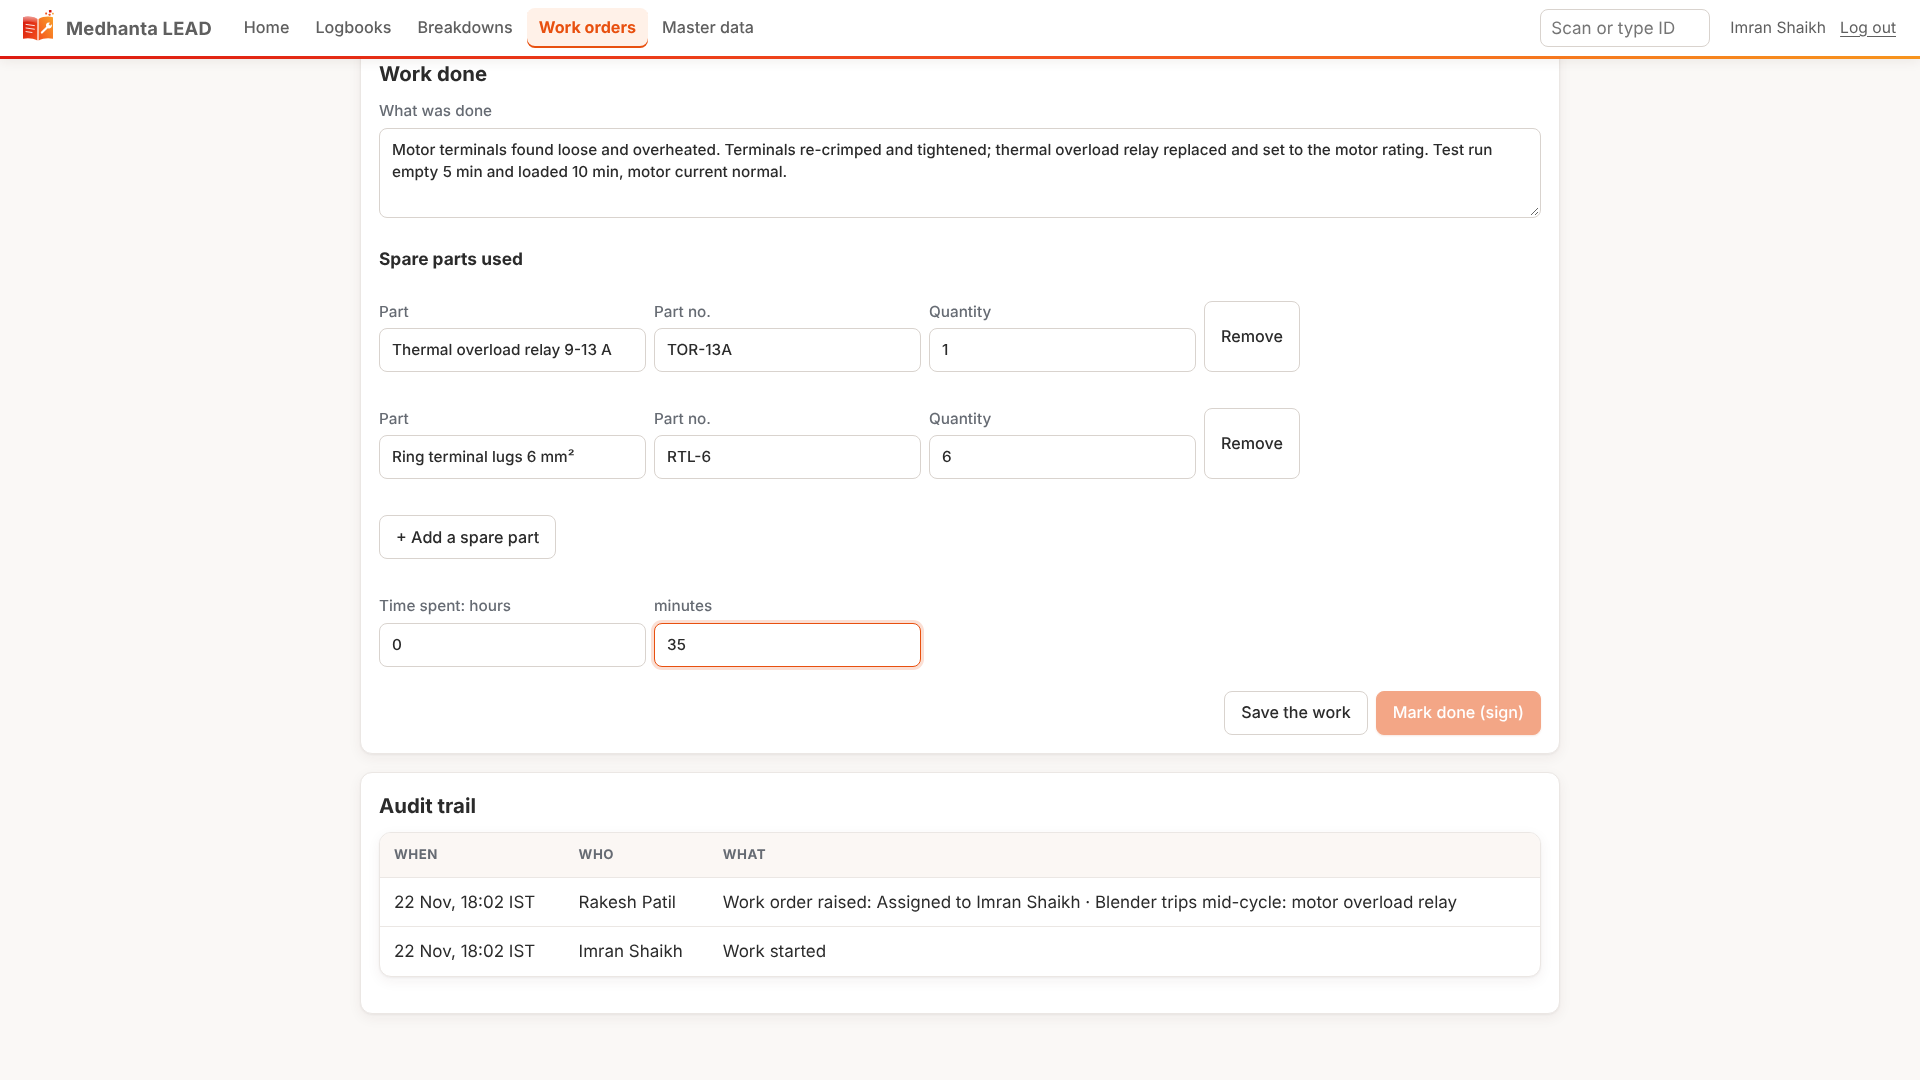 Medhanta LEAD
Home
Logbooks
Breakdowns
Work orders
Master data
Scan or type ID
Imran Shaikh
Log out
Work done
What was done
Motor terminals found loose and overheated. Terminals re-crimped and tightened; thermal overload relay replaced and set to the motor rating. Test run
empty 5 min and loaded 10 min, motor current normal.
Spare parts used
Part
Part no.
Quantity
Thermal overload relay 9-13 A
TOR-13A
1
Remove
Part
Part no.
Quantity
Ring terminal lugs 6 mm²
RTL-6
6
Remove
+ Add a spare part
Time spent: hours
minutes
0
35
Save the work
Mark done (sign)
Audit trail
WHEN
WHO
WHAT
22 Nov, 18:02 IST
Rakesh Patil
Work order raised: Assigned to Imran Shaikh · Blender trips mid-cycle: motor overload relay
22 Nov, 18:02 IST
Imran Shaikh
Work started